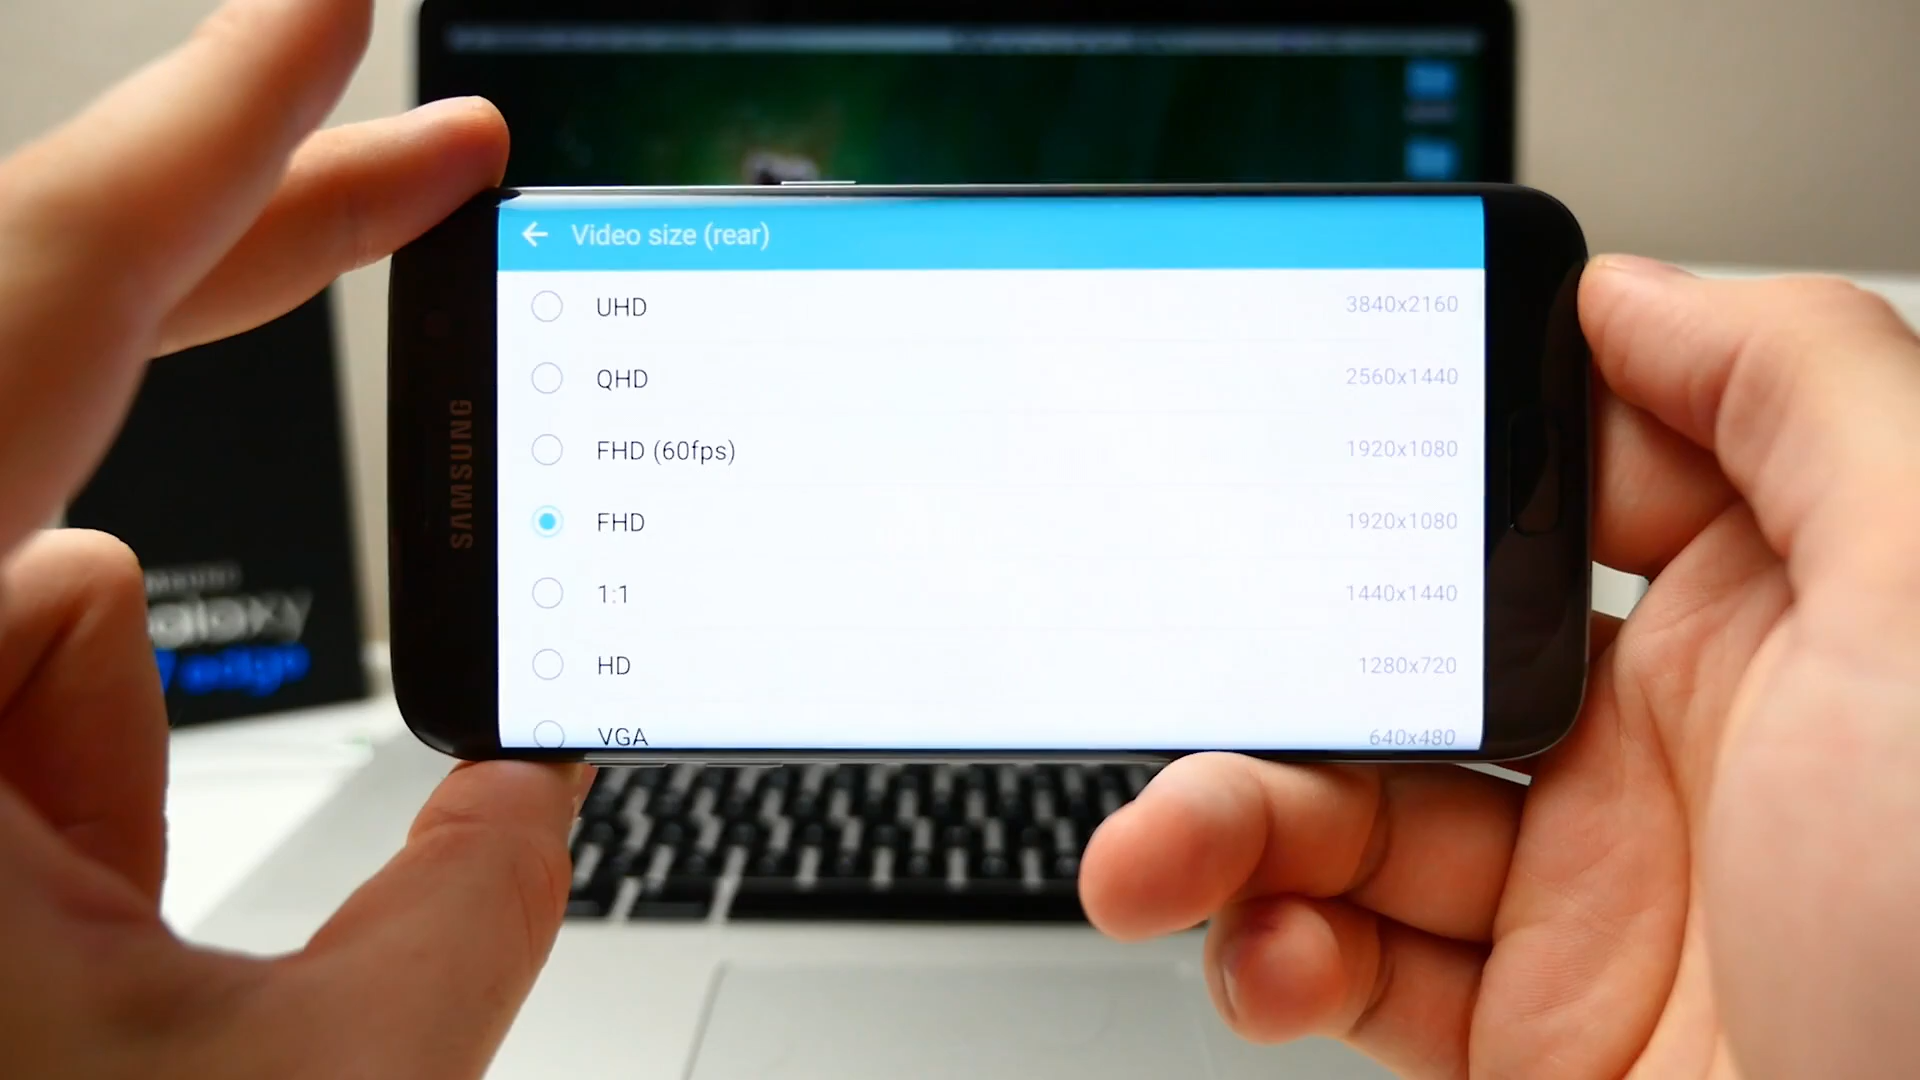 Video size (rear)
UHD 3840x2160
QHD 2560x1440
FHD (60fps) 1920x1080
FHD 1920x1080
1:1 1440x1440
HD 1280x720
VGA 640x480
SAMSUNG
edge